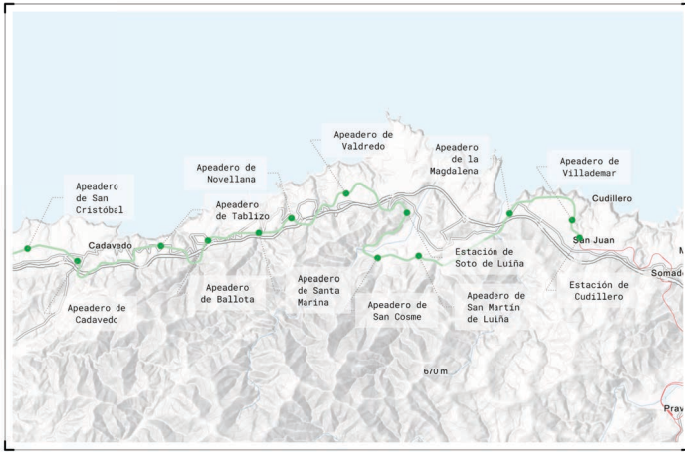 Apeadero de
Valdredo
Apeadero
de la
Magdalena
Apeadero de
Novellana
Apeadero de
Villademar
Apeadero
de San
Cristóbal
Apeadero
de Tablizo
Cudillero
Cadavedo
San Juan
Estación de
Soto de Luiña
Somado
Apeadero
de Ballota
Apeadero
de Santa
Marina
Estación de
Cudillero
Apeadero de
Cadavedo
Apeadero de
San Cosme
Apeadero de
San Martín
de Luiña
670 m
Prav